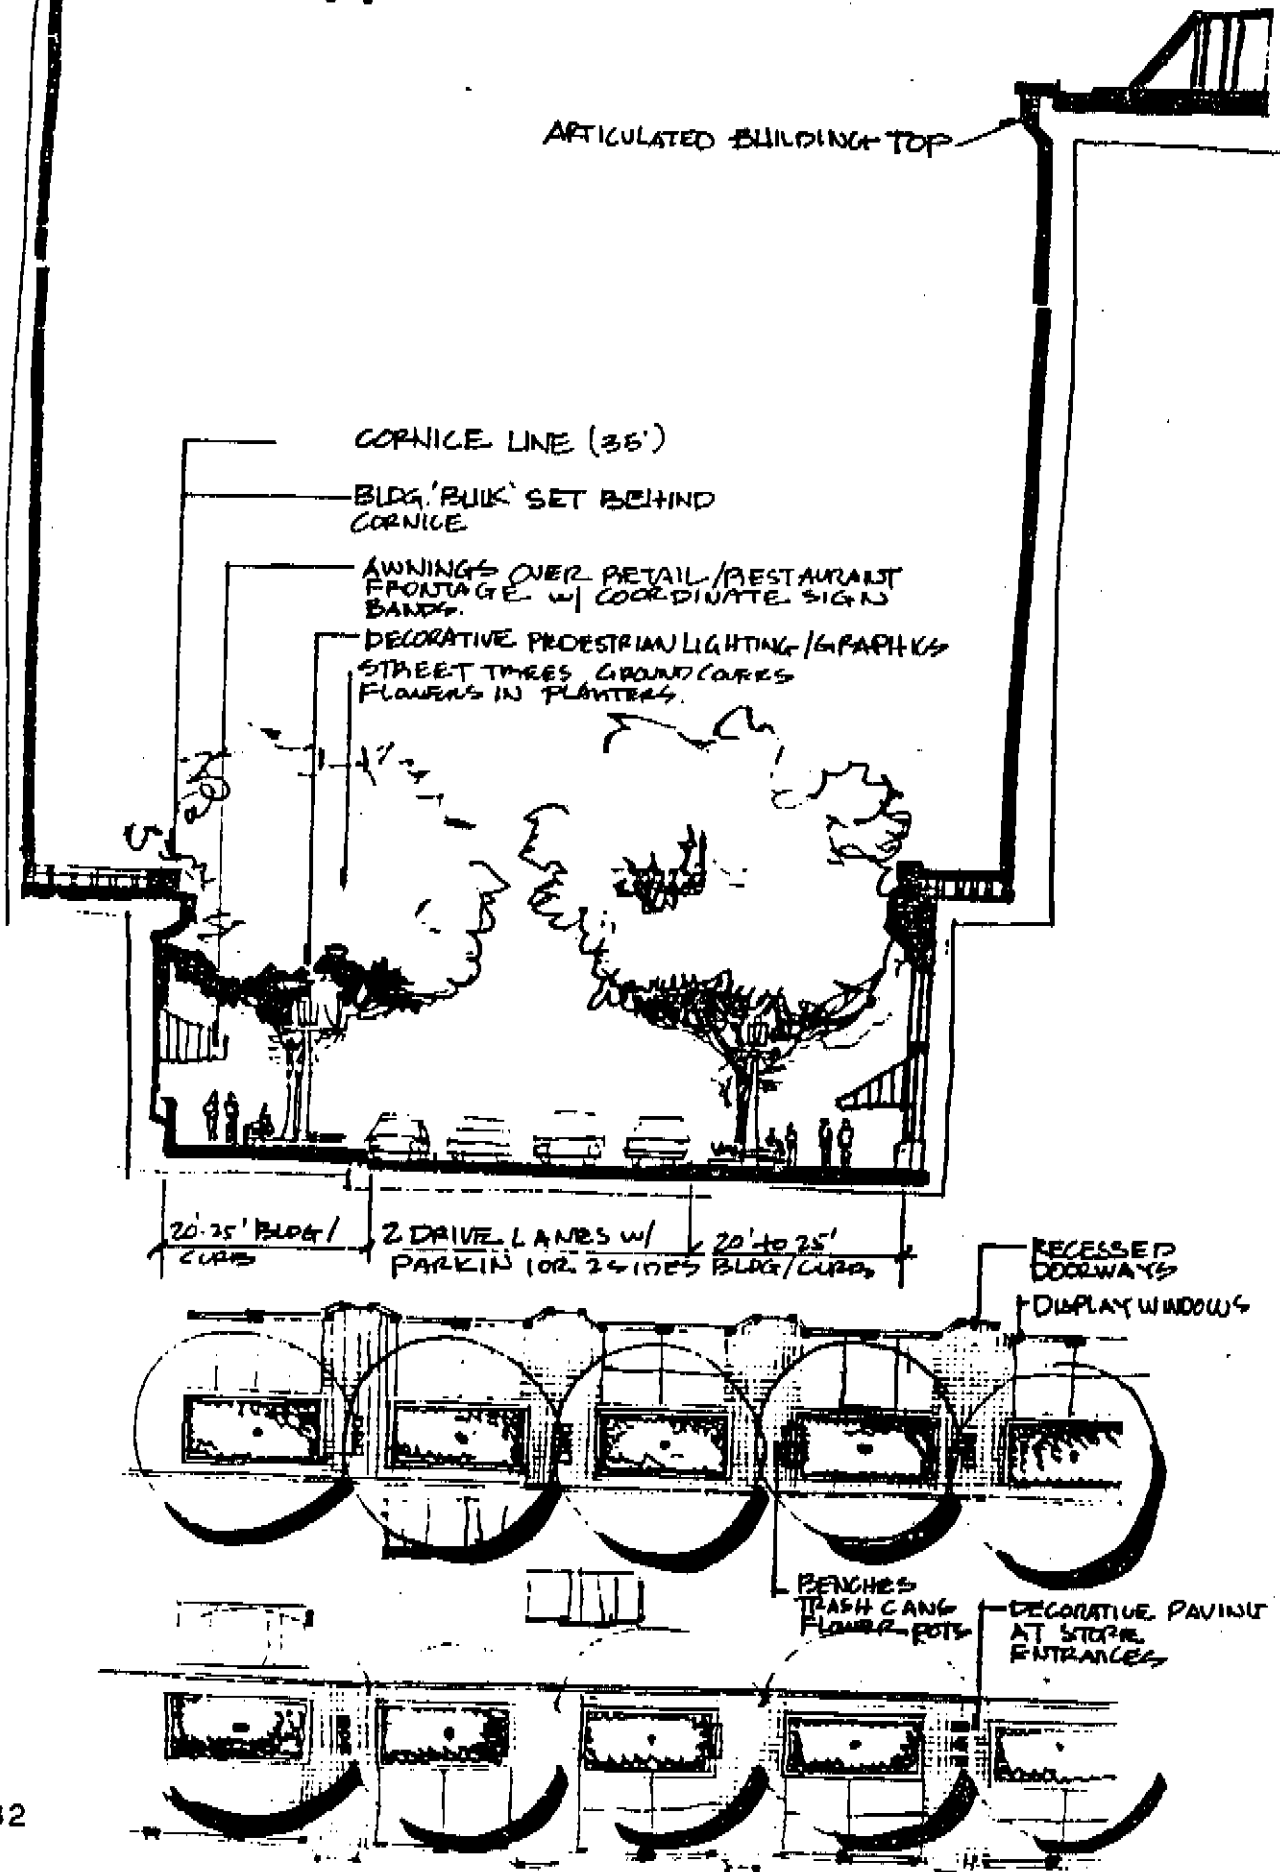 ARTICULATED BUILDING TOP
CORNICE LINE (35')
BLDG. 'BULK' SET BEHIND
CORNICE
AWNINGS OVER RETAIL/RESTAURANT
FRONTAGE w/ COORDINATE SIGN
BANDS.
DECORATIVE PEDESTRIAN LIGHTING/GRAPHICS
STREET TREES GROUND COVERS
FLOWERS IN PLANTERS.
20'-25' BLDG/
CURB
2 DRIVE LANES w/
PARKIN 1 OR 2 SIDES
20' to 25'
BLDG/CURB
RECESSED
DOORWAYS
DISPLAY WINDOWS
BENCHES
TRASH CANS
FLOWER POTS
DECORATIVE PAVING
AT STORE
ENTRANCES